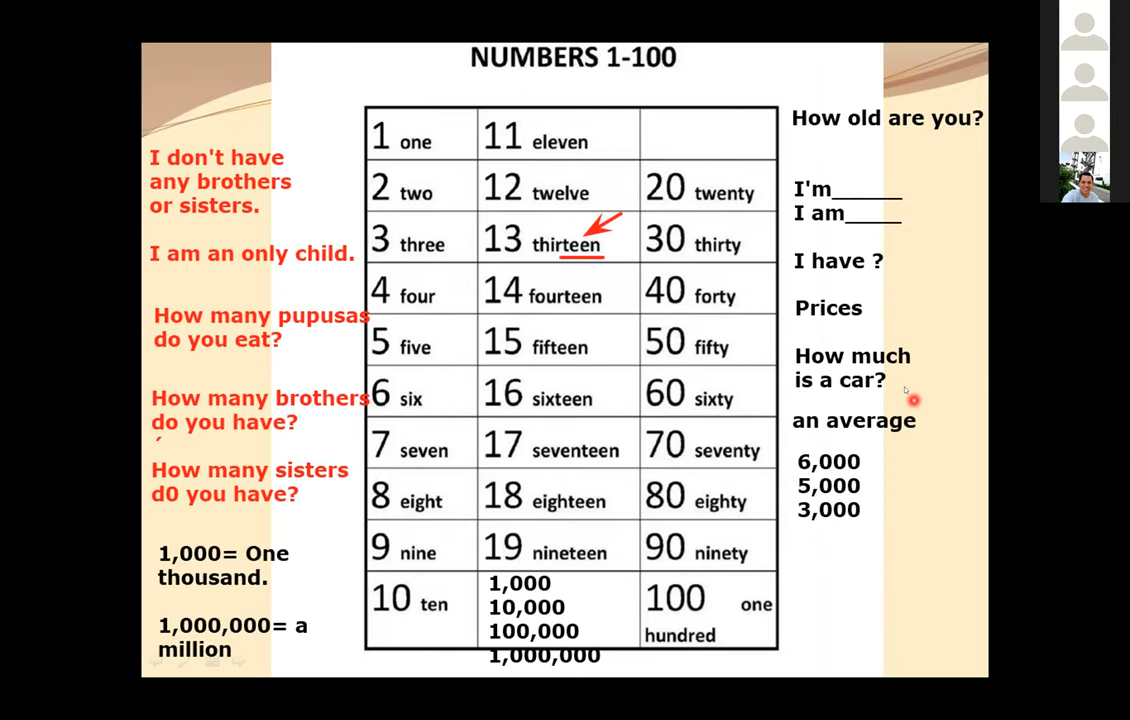 NUMBERS 1-100
I don't have
any brothers
or sisters.
I am an only child.
How many pupusas
do you eat?
How many brothers
do you have?
´
How many sisters
d0 you have?
1,000= One
thousand.
1,000,000= a
million
1 one 11 eleven
2 two 12 twelve 20 twenty
3 three 13 thirteen 30 thirty
4 four 14 fourteen 40 forty
5 five 15 fifteen 50 fifty
6 six 16 sixteen 60 sixty
7 seven 17 seventeen 70 seventy
8 eight 18 eighteen 80 eighty
9 nine 19 nineteen 90 ninety
10 ten
1,000
10,000
100,000
1,000,000
100 one
hundred
How old are you?
I'm______
I am_____
I have ?
Prices
How much
is a car?
an average
6,000
5,000
3,000